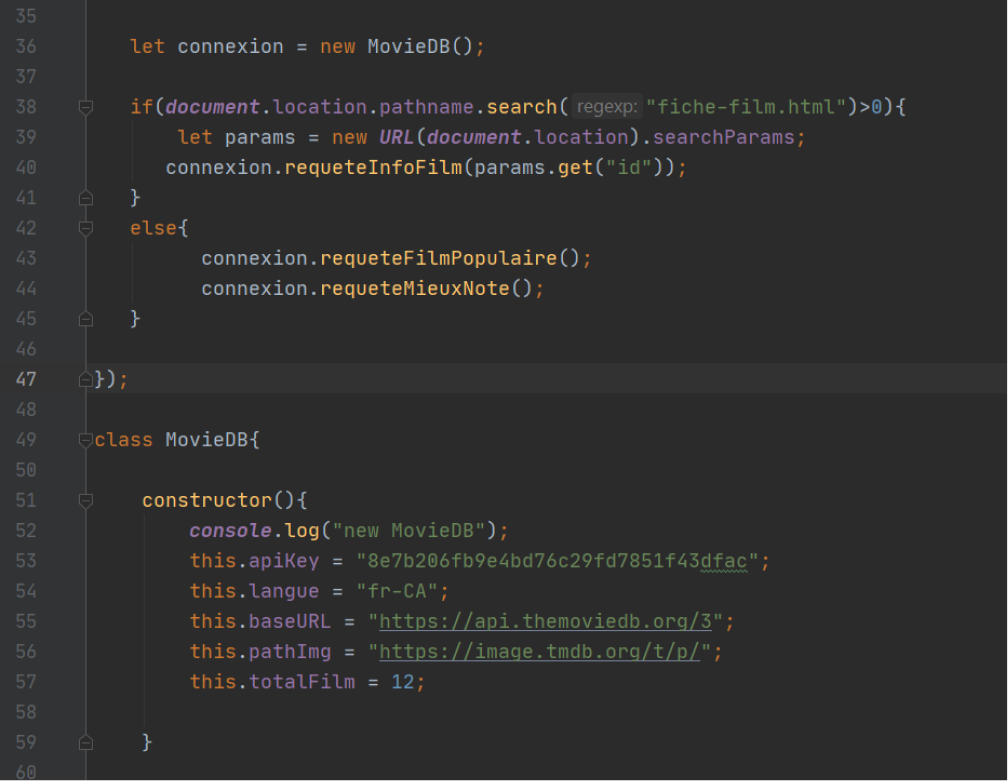 35
36 let connexion = new MovieDB();
37
38 if(document.location.pathname.search( regexp: "fiche-film.html")>0){
39 let params = new URL(document.location).searchParams;
40 connexion.requeteInfoFilm(params.get("id"));
41 }
42 else{
43 connexion.requeteFilmPopulaire();
44 connexion.requeteMieuxNote();
45 }
46
47 });
48
49 class MovieDB{
50
51 constructor(){
52 console.log("new MovieDB");
53 this.apiKey = "8e7b206fb9e4bd76c29fd7851f43dfac";
54 this.langue = "fr-CA";
55 this.baseURL = "https://api.themoviedb.org/3";
56 this.pathImg = "https://image.tmdb.org/t/p/";
57 this.totalFilm = 12;
58
59 }
60